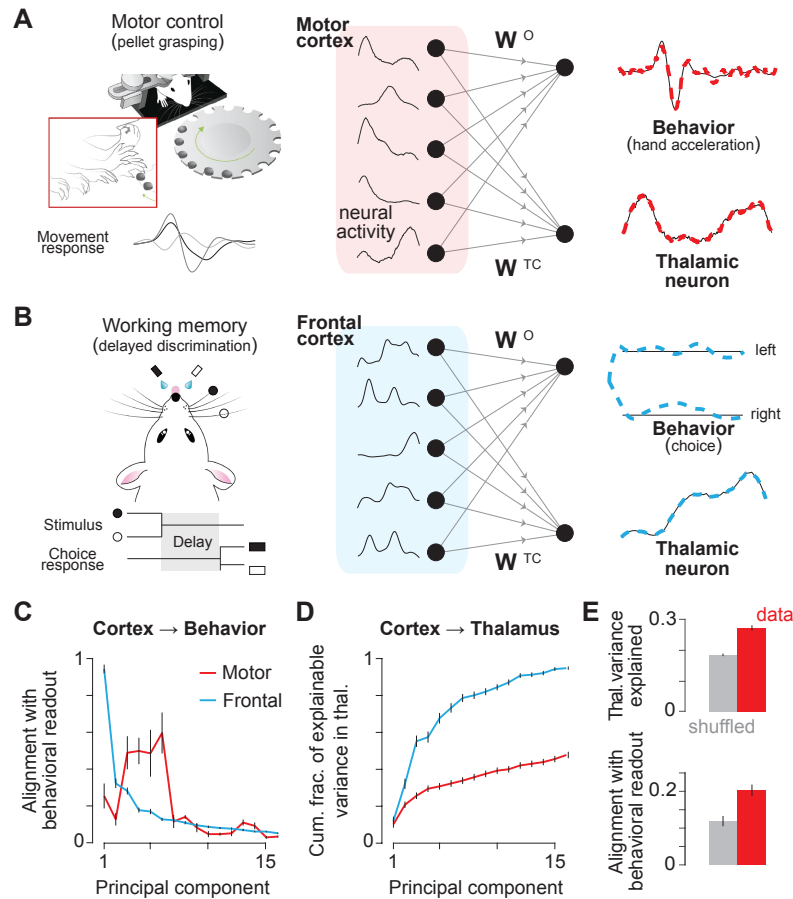 A
Motor control
(pellet grasping)
Movement
response
Motor
cortex
neural
activity
W O
W TC
Behavior
(hand acceleration)
Thalamic
neuron
B
Working memory
(delayed discrimination)
Stimulus
Delay
Choice
response
Frontal
cortex
W O
W TC
left
right
Behavior
(choice)
Thalamic
neuron
C
Cortex → Behavior
Alignment with
behavioral readout
1
0
Motor
Frontal
1
15
Principal component
D
Cortex → Thalamus
Cum. frac. of explainable
variance in thal.
1
0
1
15
Principal component
E
Thal. variance
explained
0.3
0
data
shuffled
Alignment with
behavioral readout
0.2
0